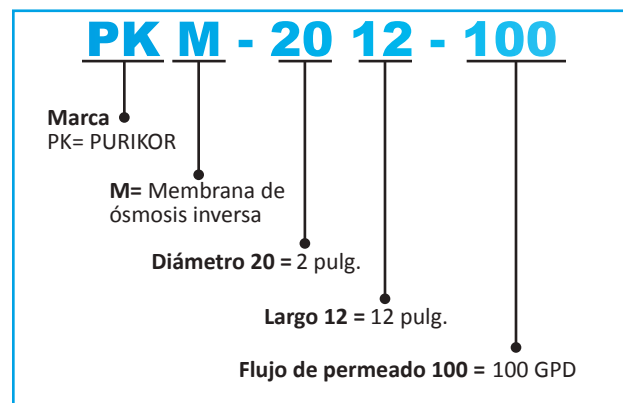 PK M - 20 12 - 100
Marca
PK= PURIKOR
M= Membrana de
ósmosis inversa
Diámetro 20 = 2 pulg.
Largo 12 = 12 pulg.
Flujo de permeado 100 = 100 GPD